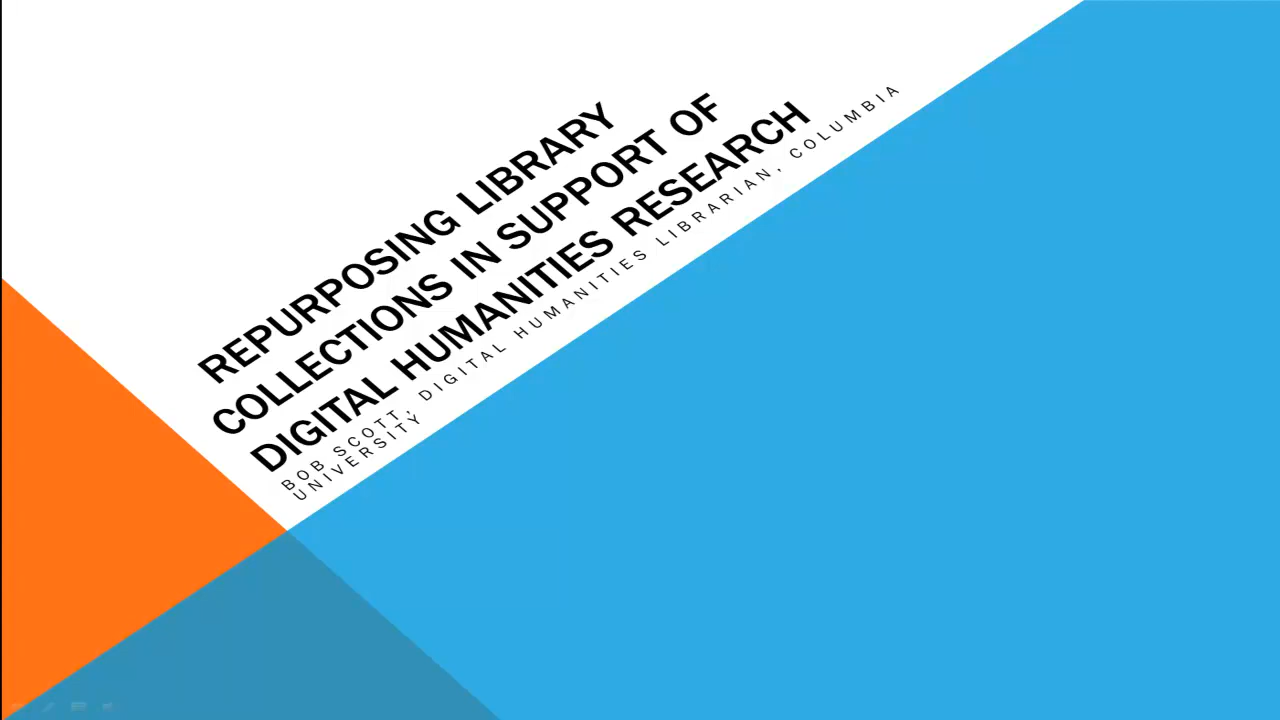 REPURPOSING LIBRARY
COLLECTIONS IN SUPPORT OF
DIGITAL HUMANITIES RESEARCH
BOB SCOTT, DIGITAL HUMANITIES LIBRARIAN, COLUMBIA
UNIVERSITY